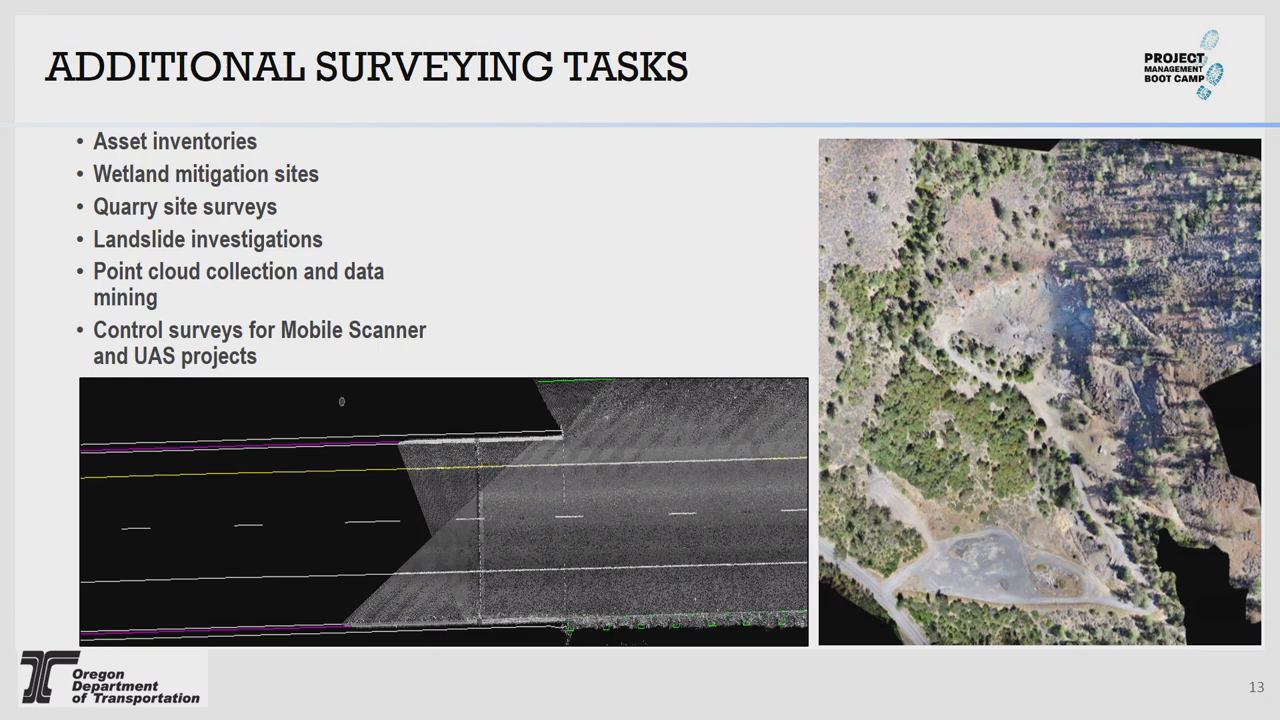 ADDITIONAL SURVEYING TASKS
PROJECT
MANAGEMENT
BOOT CAMP
• Asset inventories
• Wetland mitigation sites
• Quarry site surveys
• Landslide investigations
• Point cloud collection and data
mining
• Control surveys for Mobile Scanner
and UAS projects
Oregon
Department
of Transportation
13